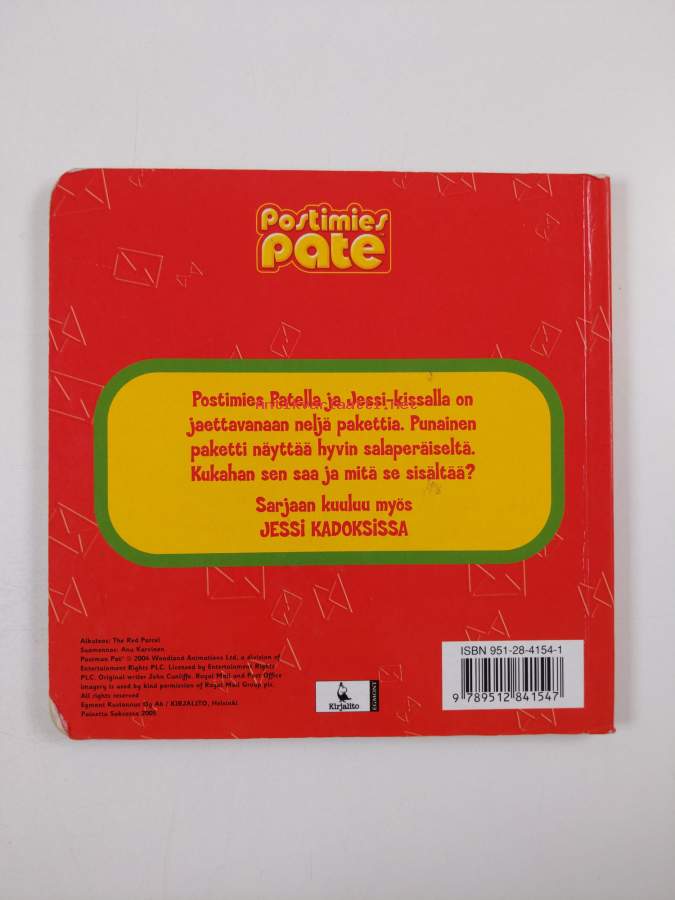 Postimies
pate
Postimies Patella ja Jessi-kissalla on
Antikvariaatti.net
jaettavanaan neljä pakettia. Punainen
paketti näyttää hyvin salaperäiseltä.
Kukahan sen saa ja mitä se sisältää?
Sarjaan kuuluu myös
JESSI KADOKSISSA
Alkuteos: The Red Parcel
Suomennos: Anu Karvinen
Postman Pat® © 2004 Woodland Animations Ltd, a division of
Entertainment Rights PLC. Licensed by Entertainment Rights
PLC. Original writer John Cunliffe. Royal Mail and Post Office
imagery is used by kind permission of Royal Mail Group plc.
All rights reserved
Egmont Kustannus Oy Ab / KIRJALITO, Helsinki
Painettu Saksassa 2005
Kirjalito
EGMONT
ISBN 951-28-4154-1
9 789512 841547